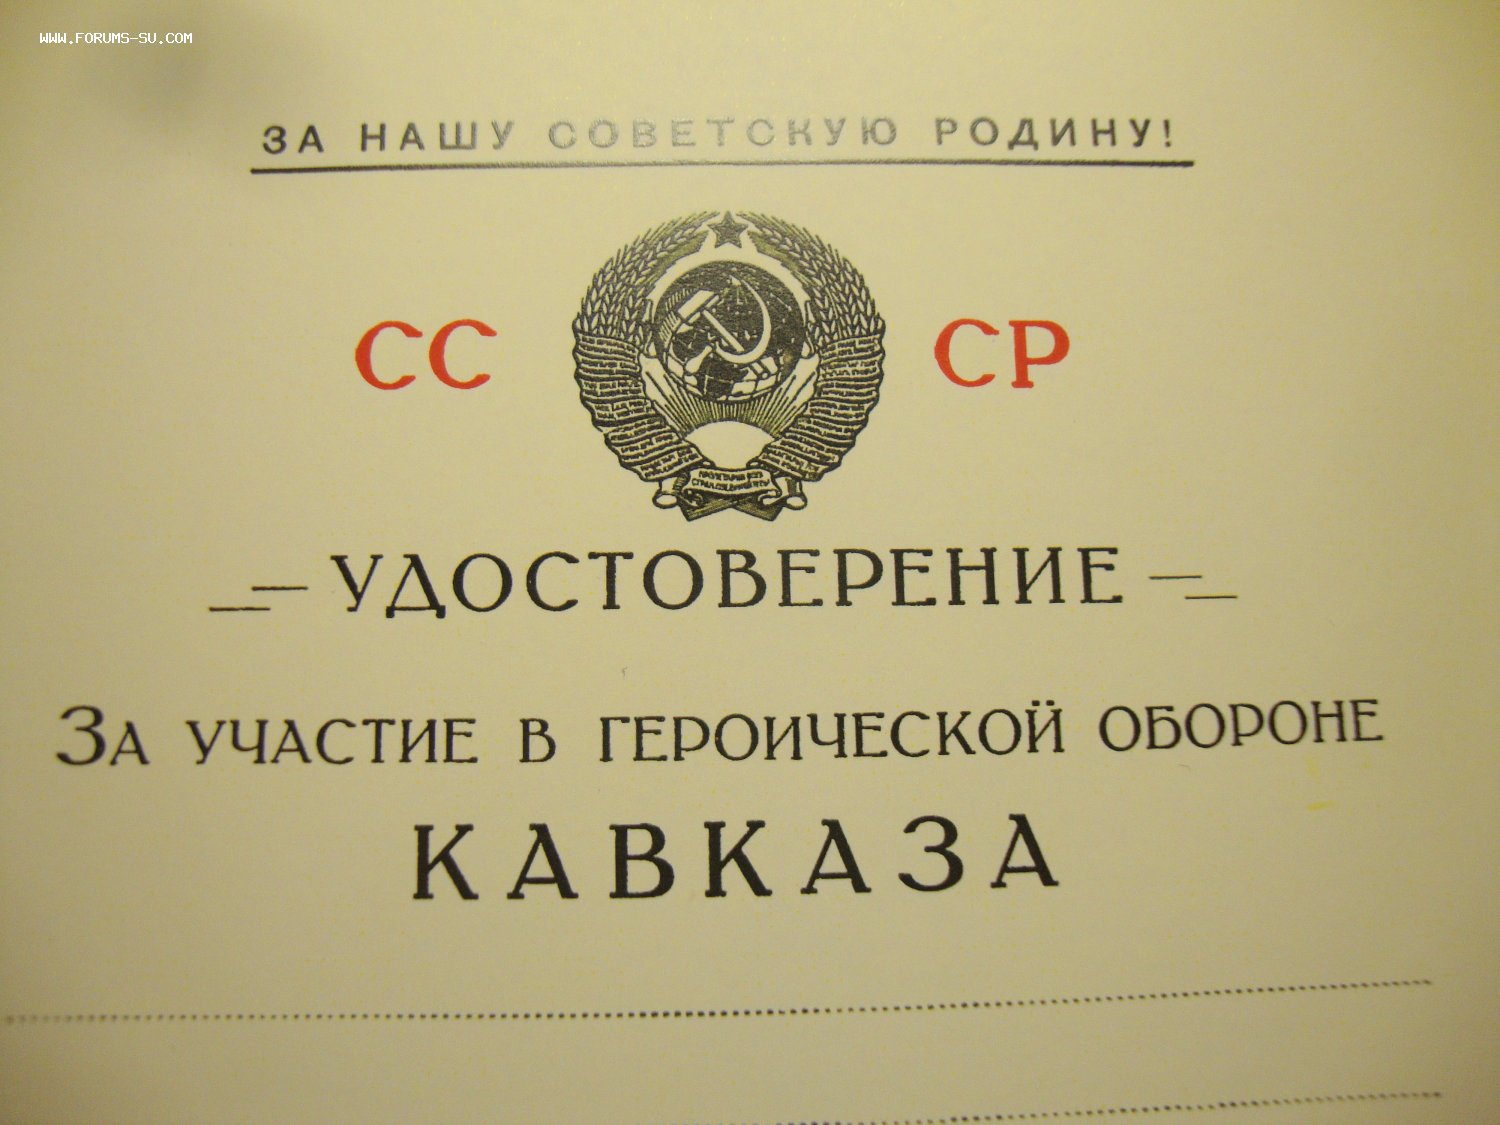 WWW.FORUMS-SU.COM
ЗА НАШУ СОВЕТСКУЮ РОДИНУ!
СС СР
УДОСТОВЕРЕНИЕ
ЗА УЧАСТИЕ В ГЕРОИЧЕСКОЙ ОБОРОНЕ
КАВКАЗА